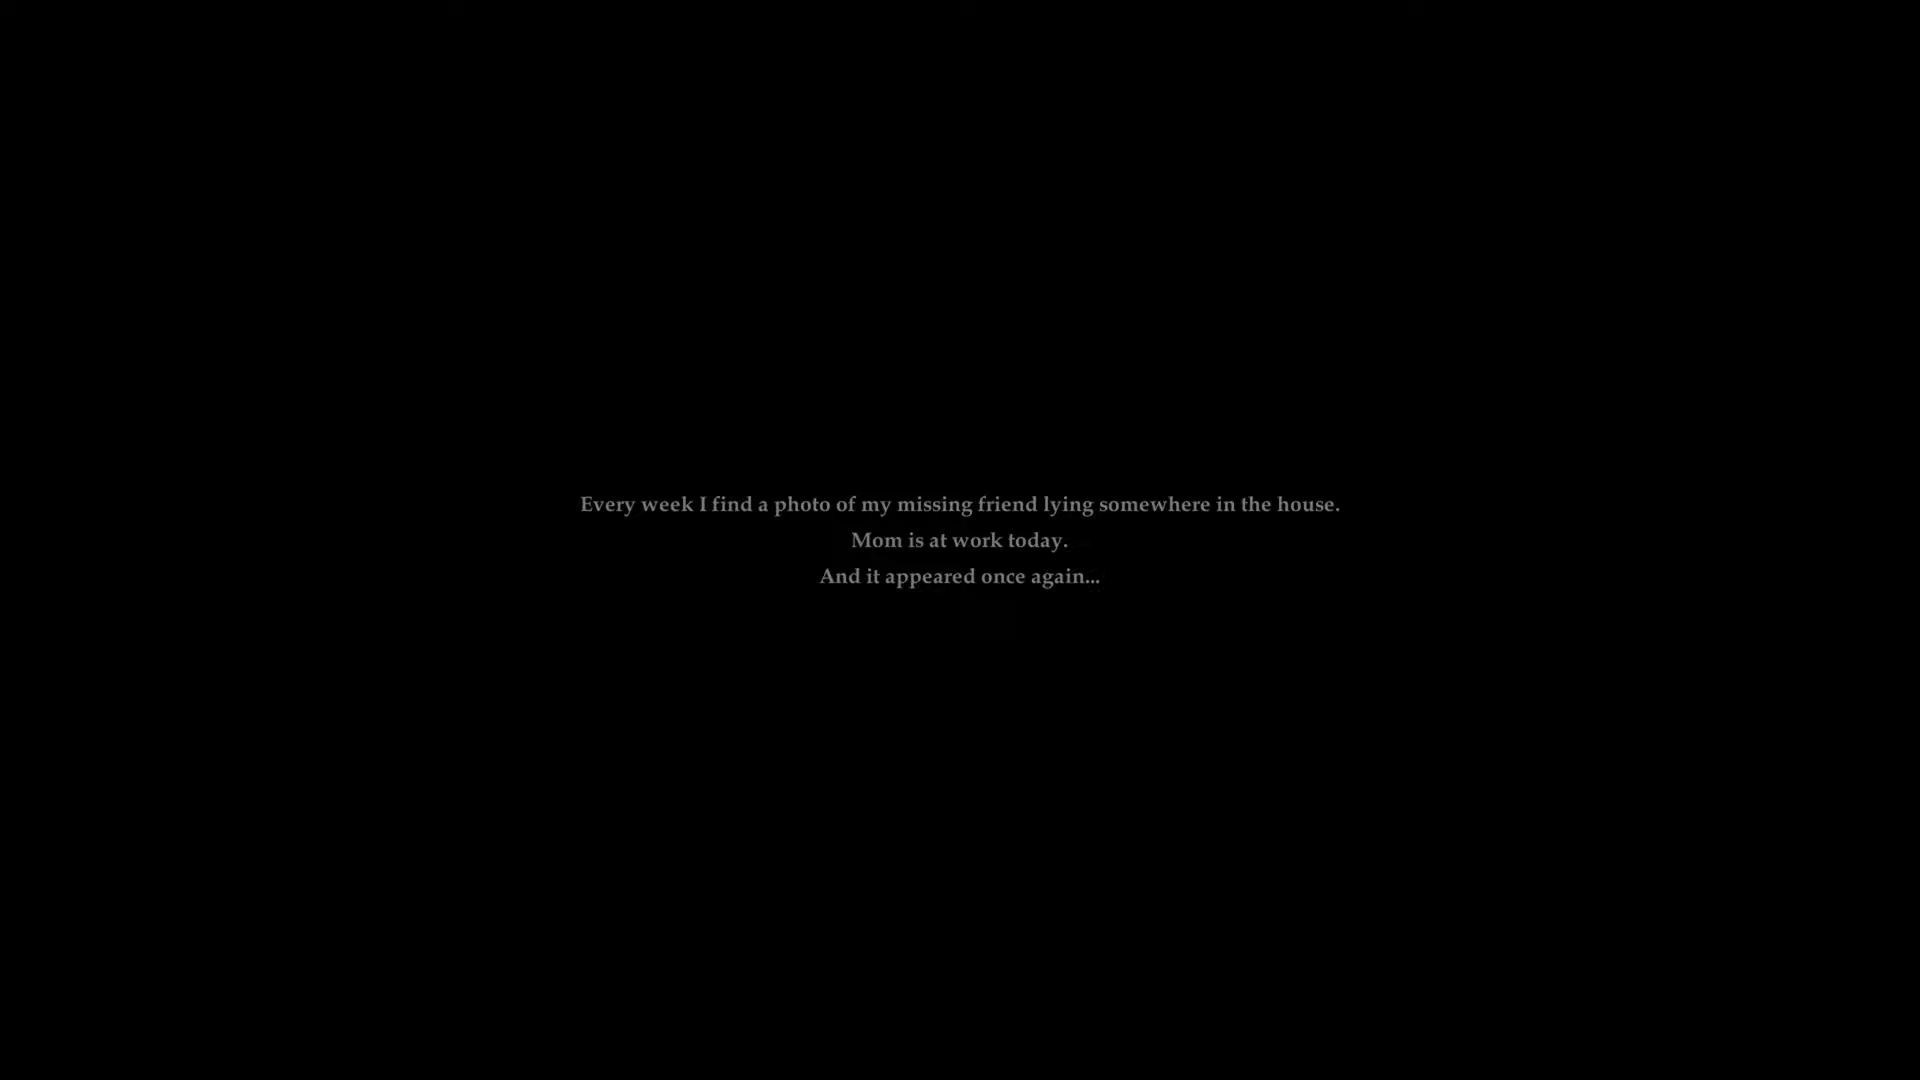 Every week I find a photo of my missing friend lying somewhere in the house.
Mom is at work today.
And it appeared once again...